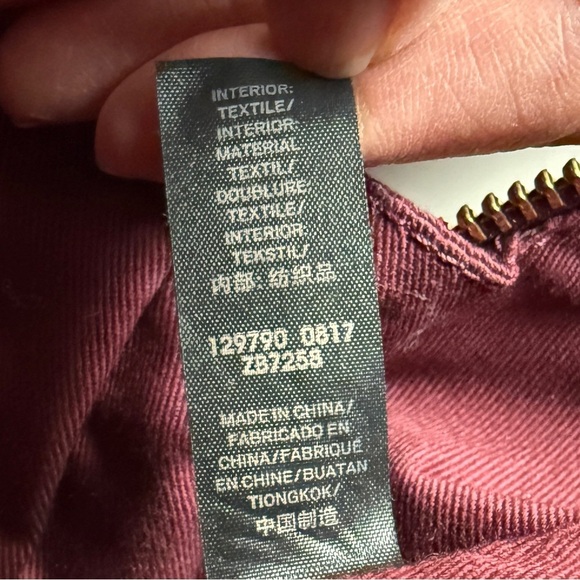 INTERIOR:
TEXTILE/
INTERIOR
MATERIAL
TEXTIL/
DOUBLURE
TEXTILE/
INTERIOR
TEKSTIL/
内部: 纺织品
129790 0817
ZB7258
MADE IN CHINA/
FABRICADO EN
CHINA/FABRIQUÉ
EN CHINE/BUATAN
TIONGKOK/
中国制造